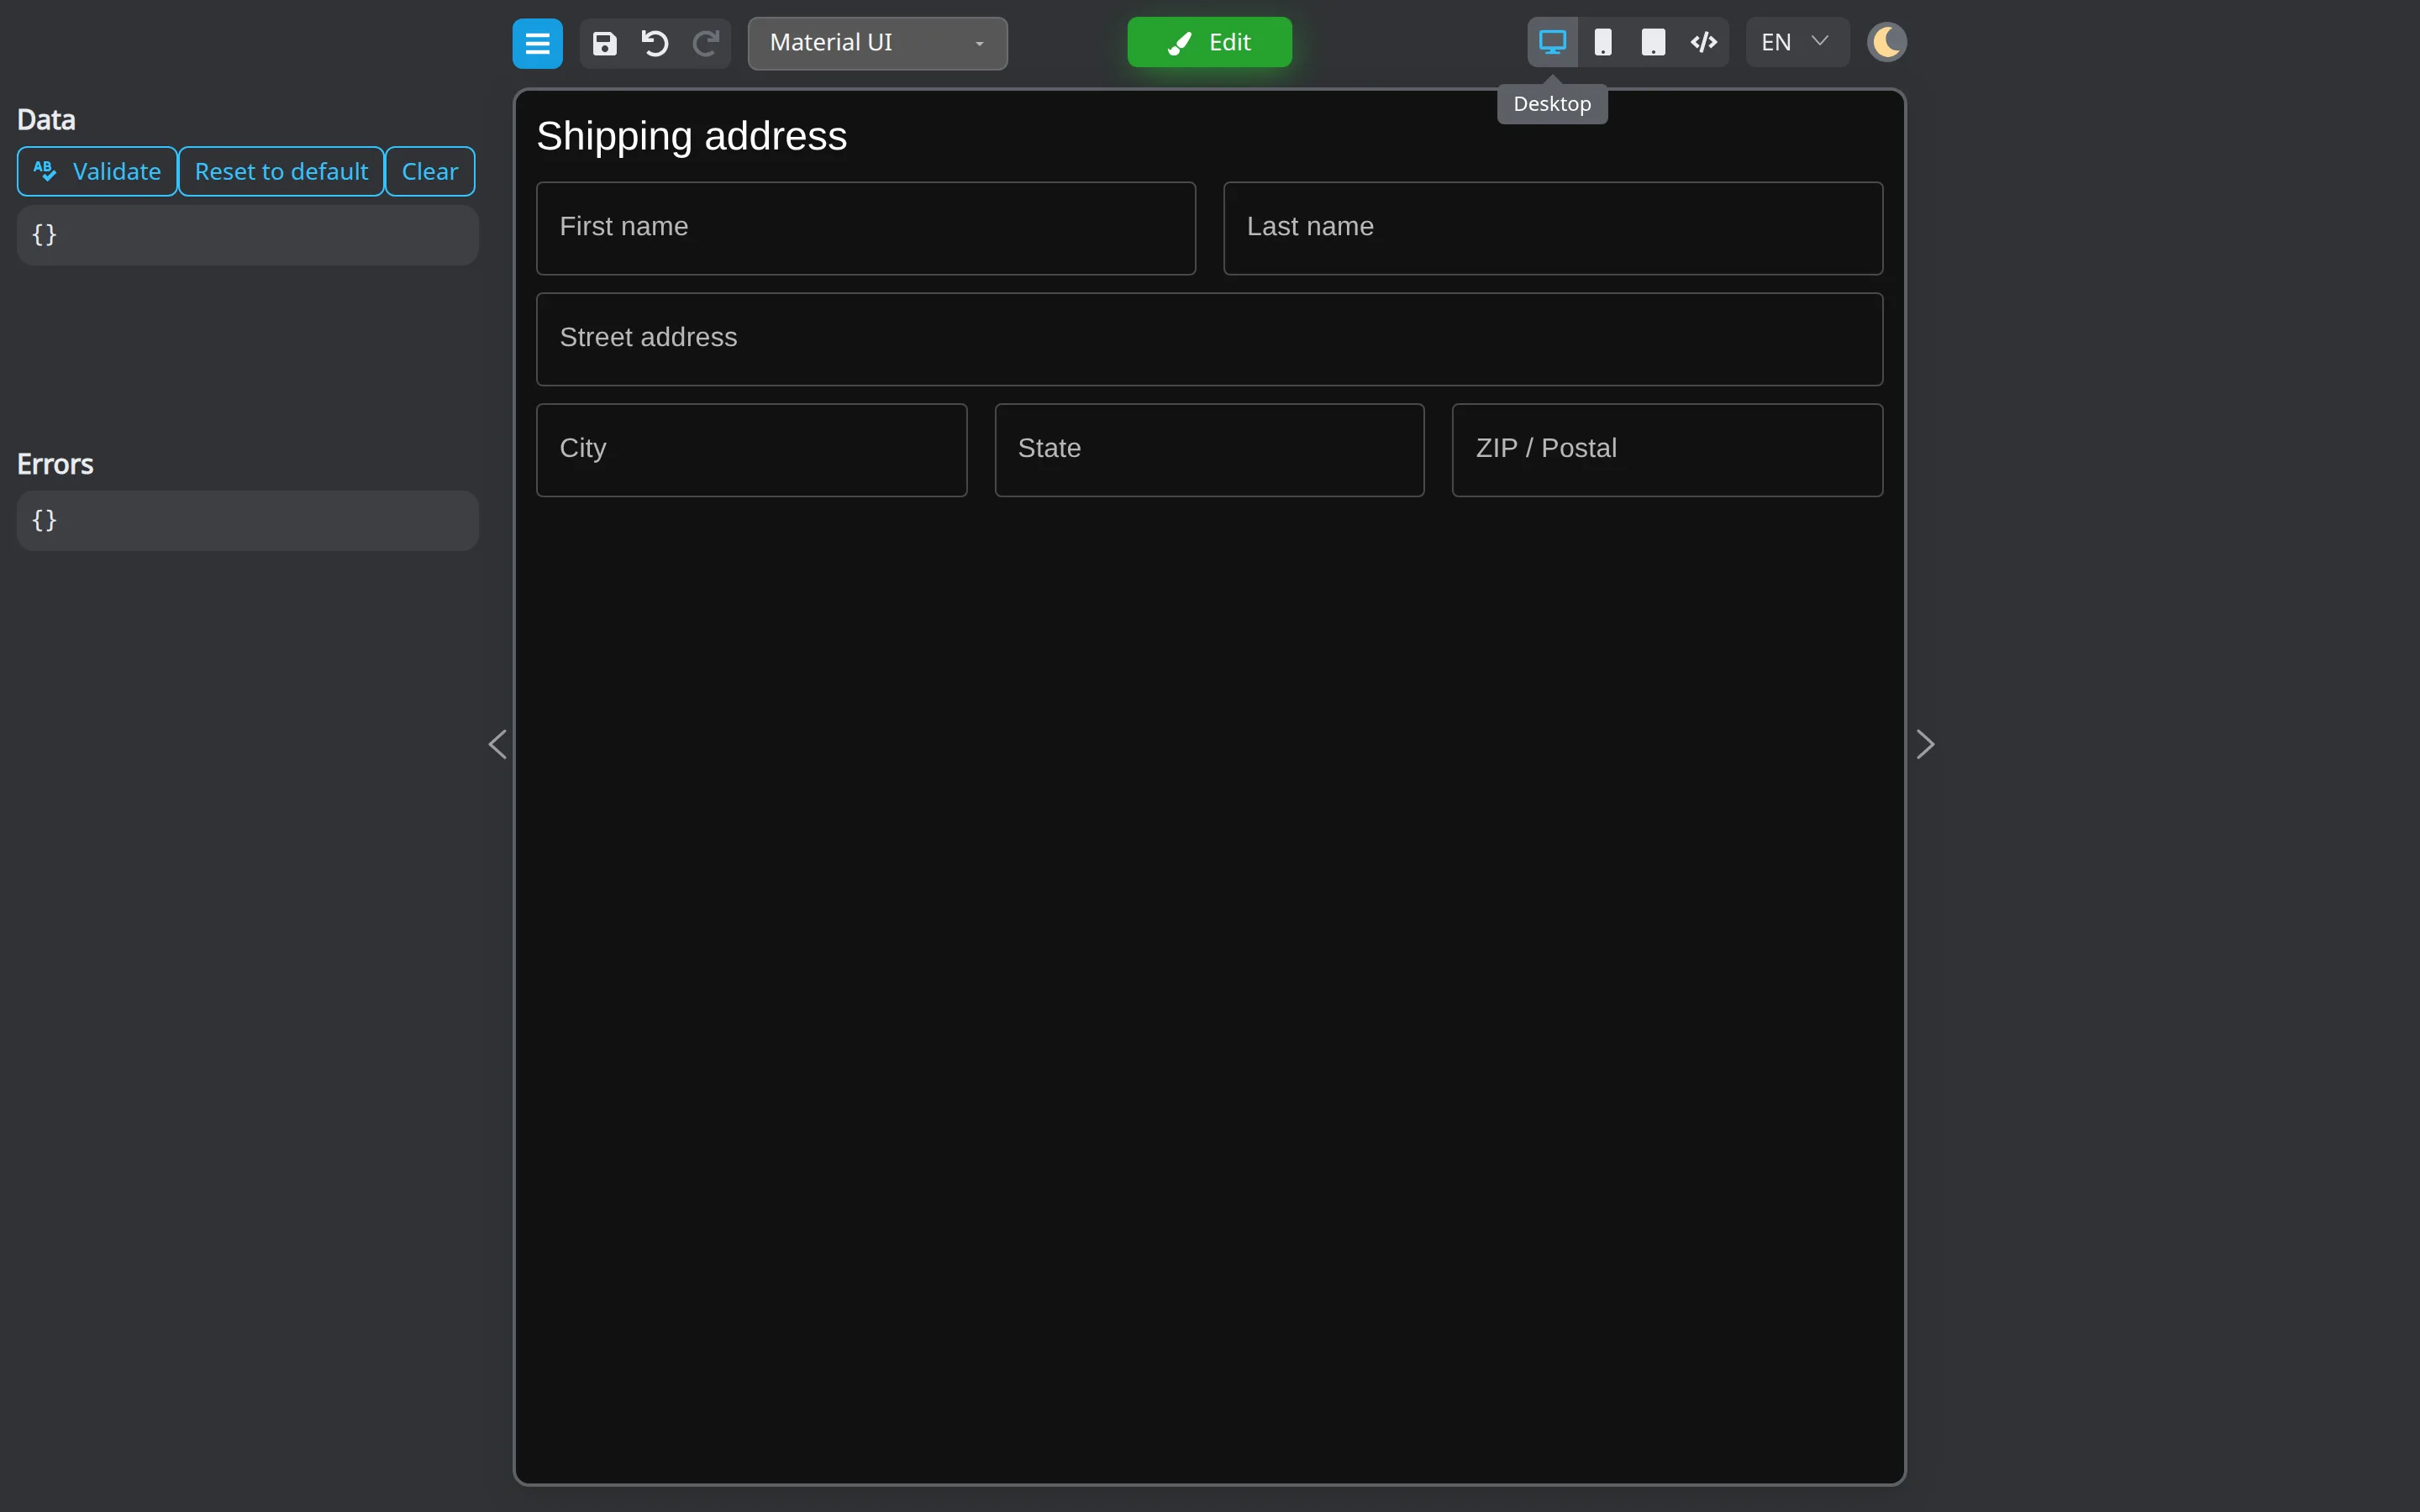 Material UI
Edit
EN
Desktop
Data
AB Validate
Reset to default
Clear
{}
Errors
{}
Shipping address
First name
Last name
Street address
City
State
ZIP / Postal